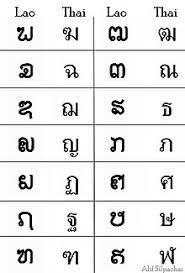 Lao Thai Lao Thai
ຆ ฆ ຒ ฒ
ຉ ฉ ຓ ณ
ຌ ฌ ຘ ธ
ຎ ญ ຠ ภ
ຏ ฏ ຨ ศ
ຐ ฐ ຩ ษ
ຑ ฑ ຬ ฬ
Alif Silpachai